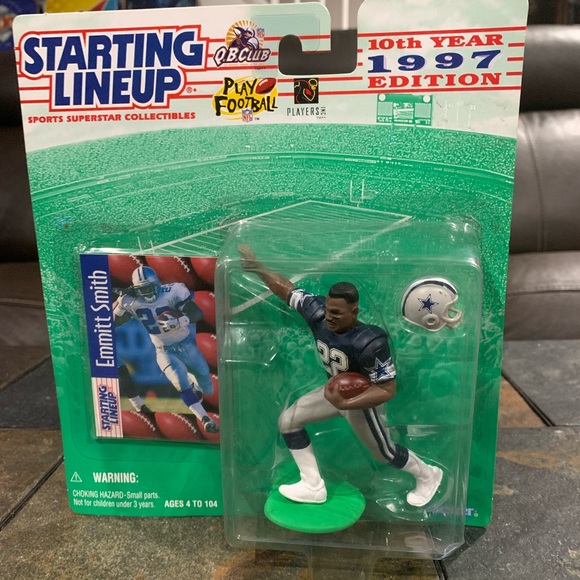 STARTING
LINEUP®
SPORTS SUPERSTAR COLLECTIBLES
Q.B.CLUB
PLAY
FOOTBALL
NFL
PLAYERS INC
10th YEAR
1997
EDITION
Emmitt Smith
STARTING
LINEUP
22
22
WARNING:
CHOKING HAZARD-Small parts.
Not for children under 3 years.
AGES 4 TO 104